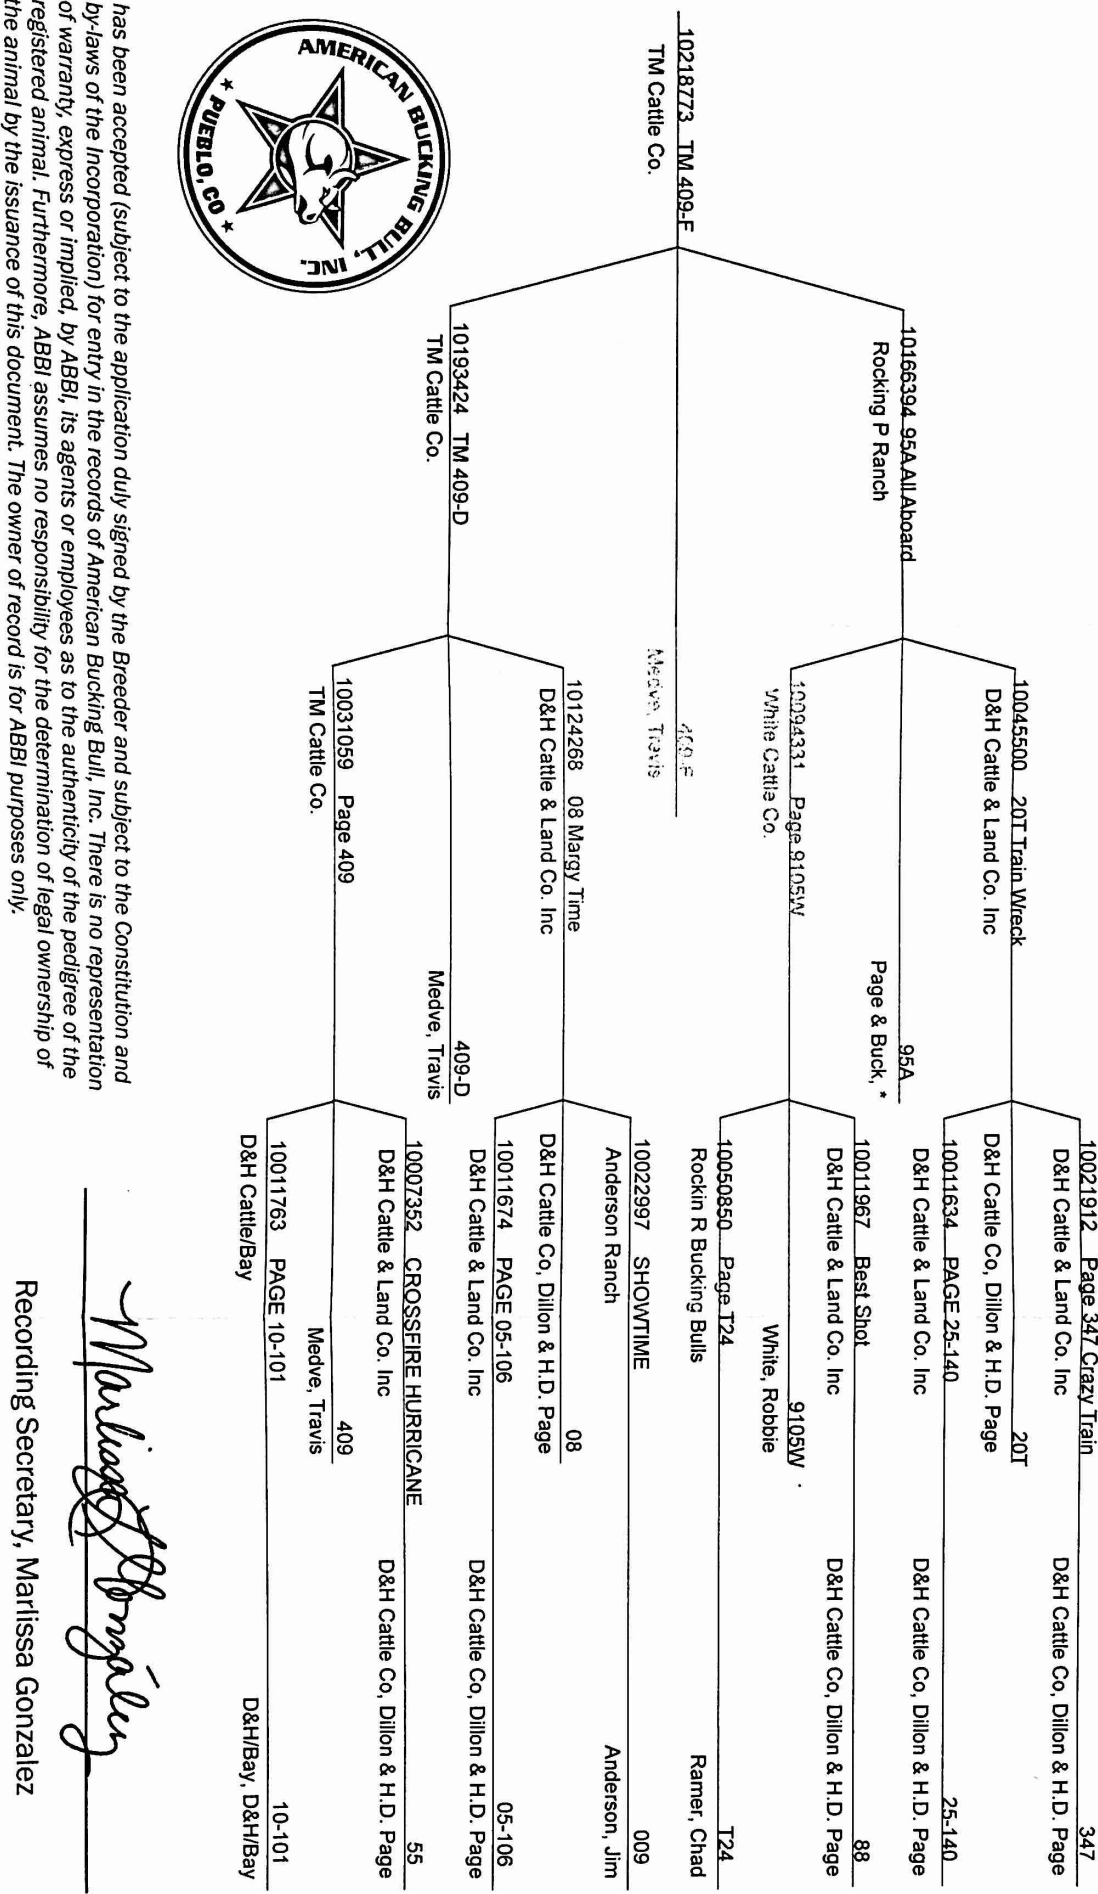 10021912 Page 347 Crazy Train 347
D&H Cattle & Land Co. Inc D&H Cattle Co, Dillon & H.D. Page
10045500 20T Train Wreck 20T
D&H Cattle & Land Co. Inc D&H Cattle Co, Dillon & H.D. Page
10011634 PAGE 25-140 25-140
D&H Cattle & Land Co. Inc D&H Cattle Co, Dillon & H.D. Page
10166394 95A All Aboard 95A
Rocking P Ranch Page & Buck, *
10011967 Best Shot 88
D&H Cattle & Land Co. Inc D&H Cattle Co, Dillon & H.D. Page
10094331 Page 9105W 9105W
White Cattle Co. White, Robbie
10050850 Page T24 T24
Rockin R Bucking Bulls Ramer, Chad
10218773 TM 409-F 409-F
TM Cattle Co. Medve, Travis
10022997 SHOWTIME 009
Anderson Ranch Anderson, Jim
10124268 08 Margy Time 08
D&H Cattle & Land Co. Inc D&H Cattle Co, Dillon & H.D. Page
10011674 PAGE 05-106 05-106
D&H Cattle & Land Co. Inc D&H Cattle Co, Dillon & H.D. Page
10193424 TM 409-D 409-D
TM Cattle Co. Medve, Travis
10007352 CROSSFIRE HURRICANE 55
D&H Cattle & Land Co. Inc D&H Cattle Co, Dillon & H.D. Page
10031059 Page 409 409
TM Cattle Co. Medve, Travis
10011763 PAGE 10-101 10-101
D&H Cattle/Bay D&H/Bay, D&H/Bay
AMERICAN BUCKING BULL, INC.
★ PUEBLO, CO ★
has been accepted (subject to the application duly signed by the Breeder and subject to the Constitution and
by-laws of the Incorporation) for entry in the records of American Bucking Bull, Inc. There is no representation
of warranty, express or implied, by ABBI, its agents or employees as to the authenticity of the pedigree of the
registered animal. Furthermore, ABBI assumes no responsibility for the determination of legal ownership of
the animal by the issuance of this document. The owner of record is for ABBI purposes only.
Marlissa Gonzalez
Recording Secretary, Marlissa Gonzalez